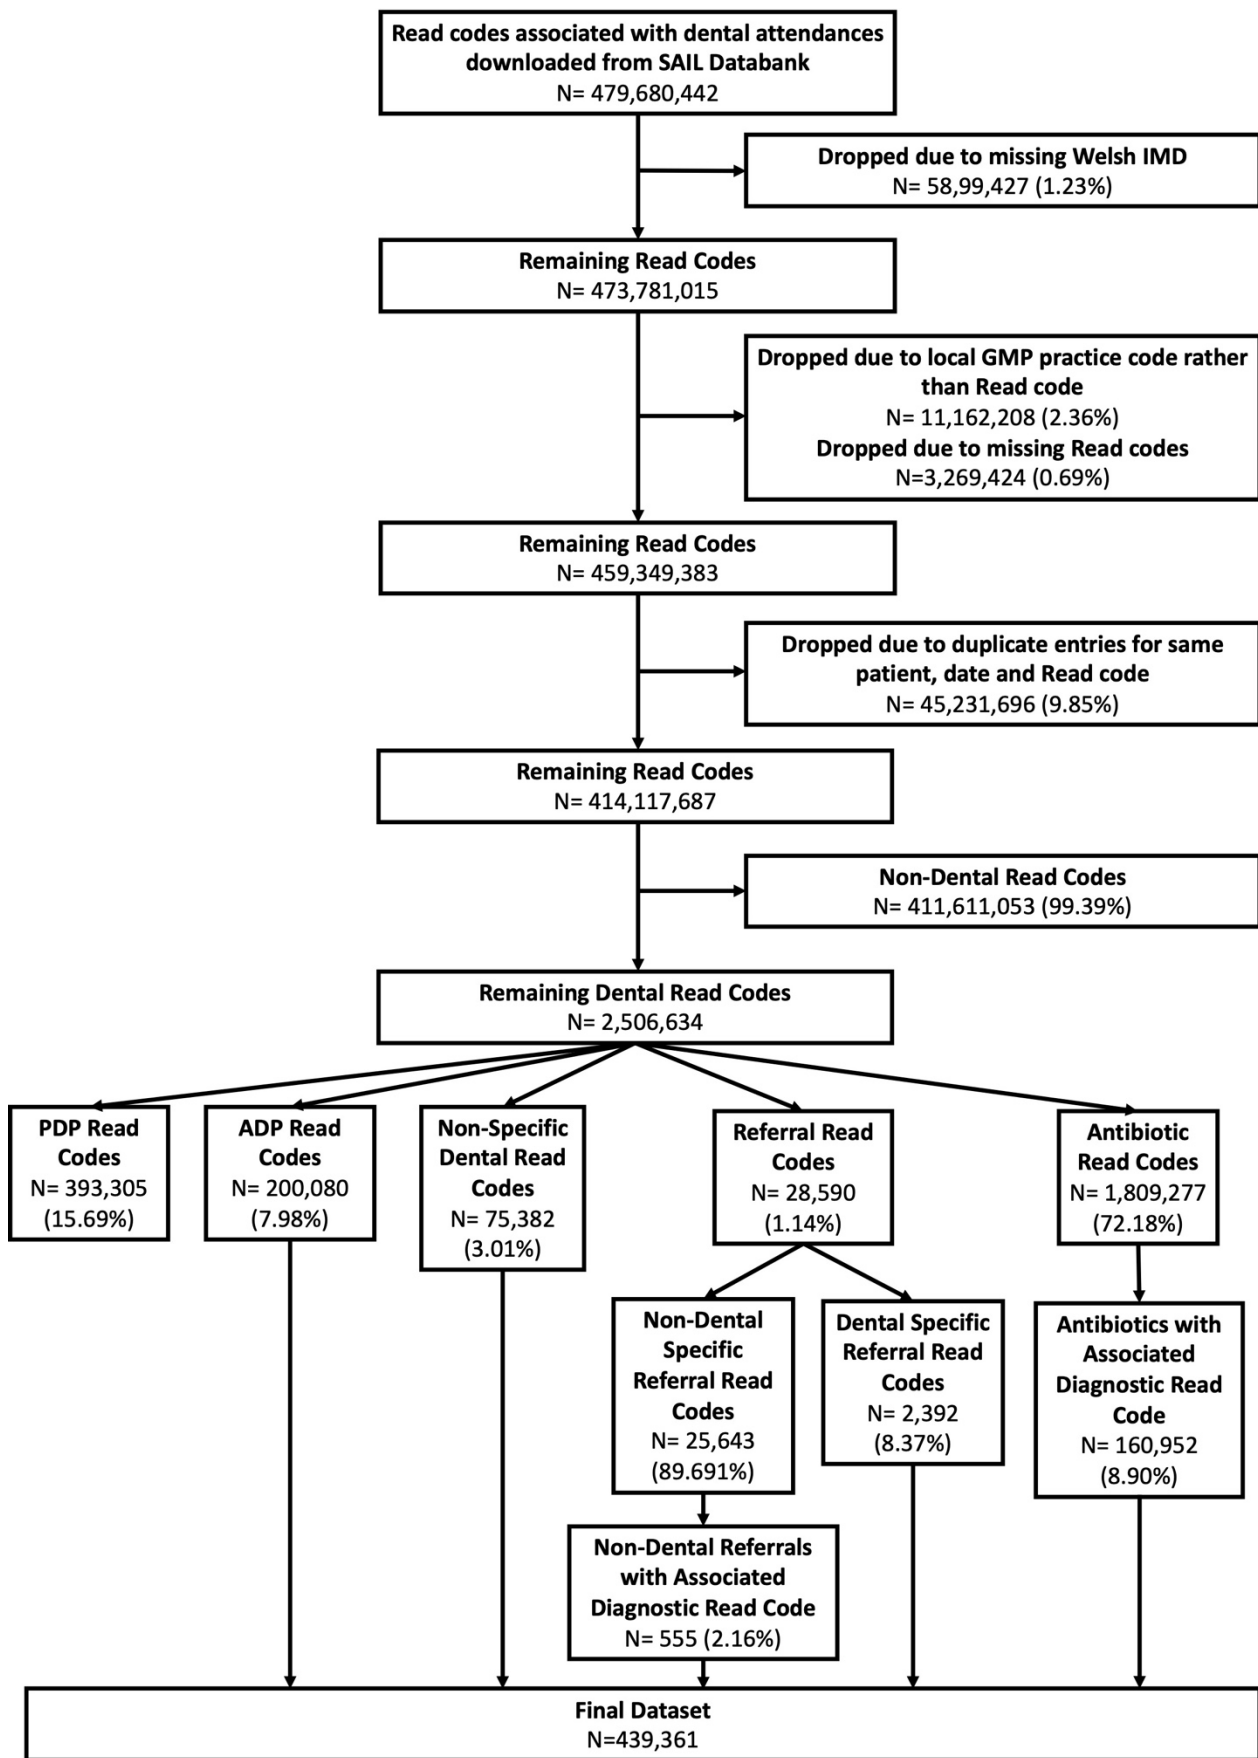 Read codes associated with dental attendances
downloaded from SAIL Databank
N= 479,680,442
Dropped due to missing Welsh IMD
N= 58,99,427 (1.23%)
Remaining Read Codes
N= 473,781,015
Dropped due to local GMP practice code rather
than Read code
N= 11,162,208 (2.36%)
Dropped due to missing Read codes
N=3,269,424 (0.69%)
Remaining Read Codes
N= 459,349,383
Dropped due to duplicate entries for same
patient, date and Read code
N= 45,231,696 (9.85%)
Remaining Read Codes
N= 414,117,687
Non-Dental Read Codes
N= 411,611,053 (99.39%)
Remaining Dental Read Codes
N= 2,506,634
PDP Read
Codes
N= 393,305
(15.69%)
ADP Read
Codes
N= 200,080
(7.98%)
Non-Specific
Dental Read
Codes
N= 75,382
(3.01%)
Referral Read
Codes
N= 28,590
(1.14%)
Antibiotic
Read Codes
N= 1,809,277
(72.18%)
Non-Dental
Specific
Referral Read
Codes
N= 25,643
(89.691%)
Dental Specific
Referral Read
Codes
N= 2,392
(8.37%)
Antibiotics with
Associated
Diagnostic Read
Code
N= 160,952
(8.90%)
Non-Dental Referrals
with Associated
Diagnostic Read Code
N= 555 (2.16%)
Final Dataset
N=439,361